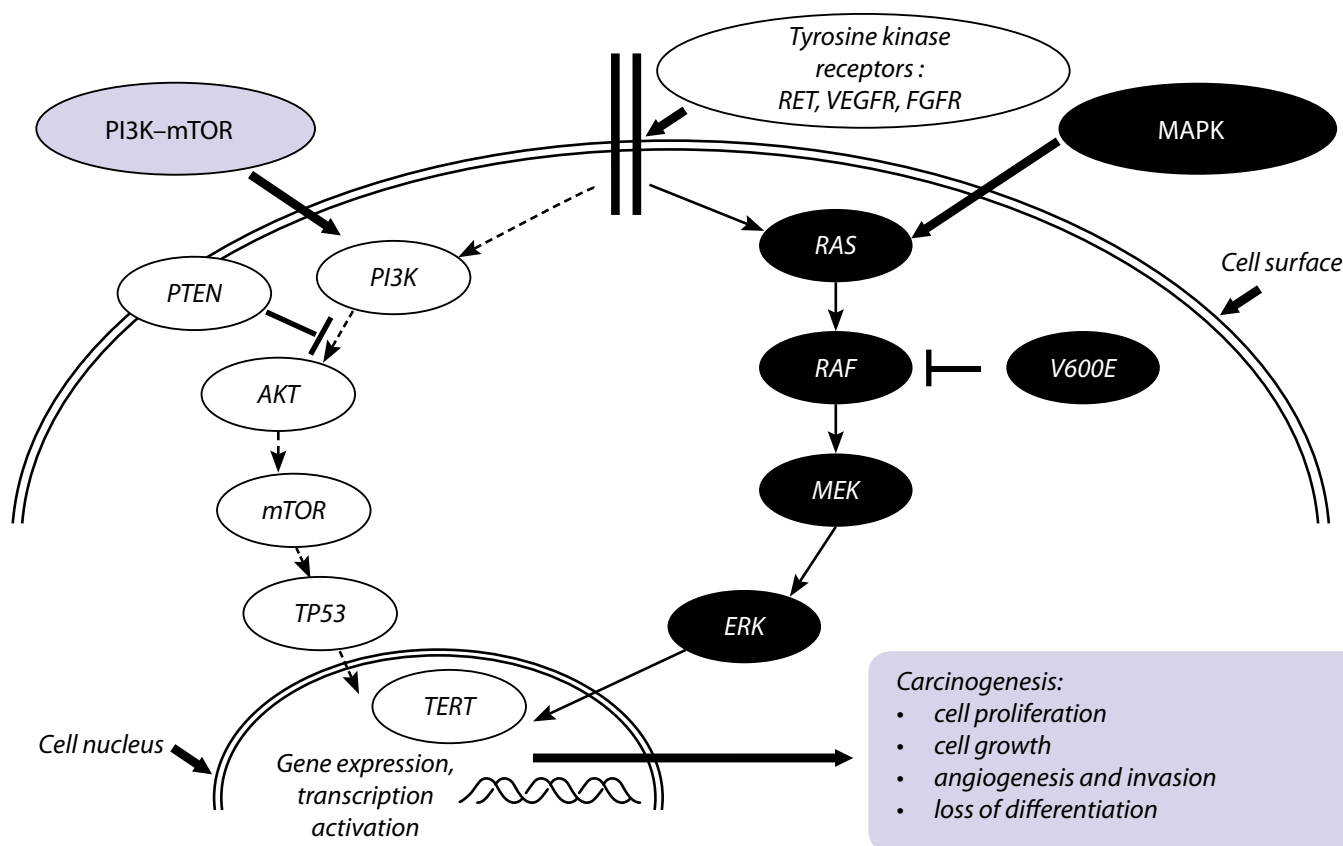 Tyrosine kinase
receptors :
RET, VEGFR, FGFR
PI3K–mTOR
MAPK
RAS
Cell surface
PI3K
PTEN
RAF
V600E
AKT
MEK
mTOR
TP53
ERK
TERT
Cell nucleus
Gene expression,
transcription
activation
Carcinogenesis:
• cell proliferation
• cell growth
• angiogenesis and invasion
• loss of differentiation